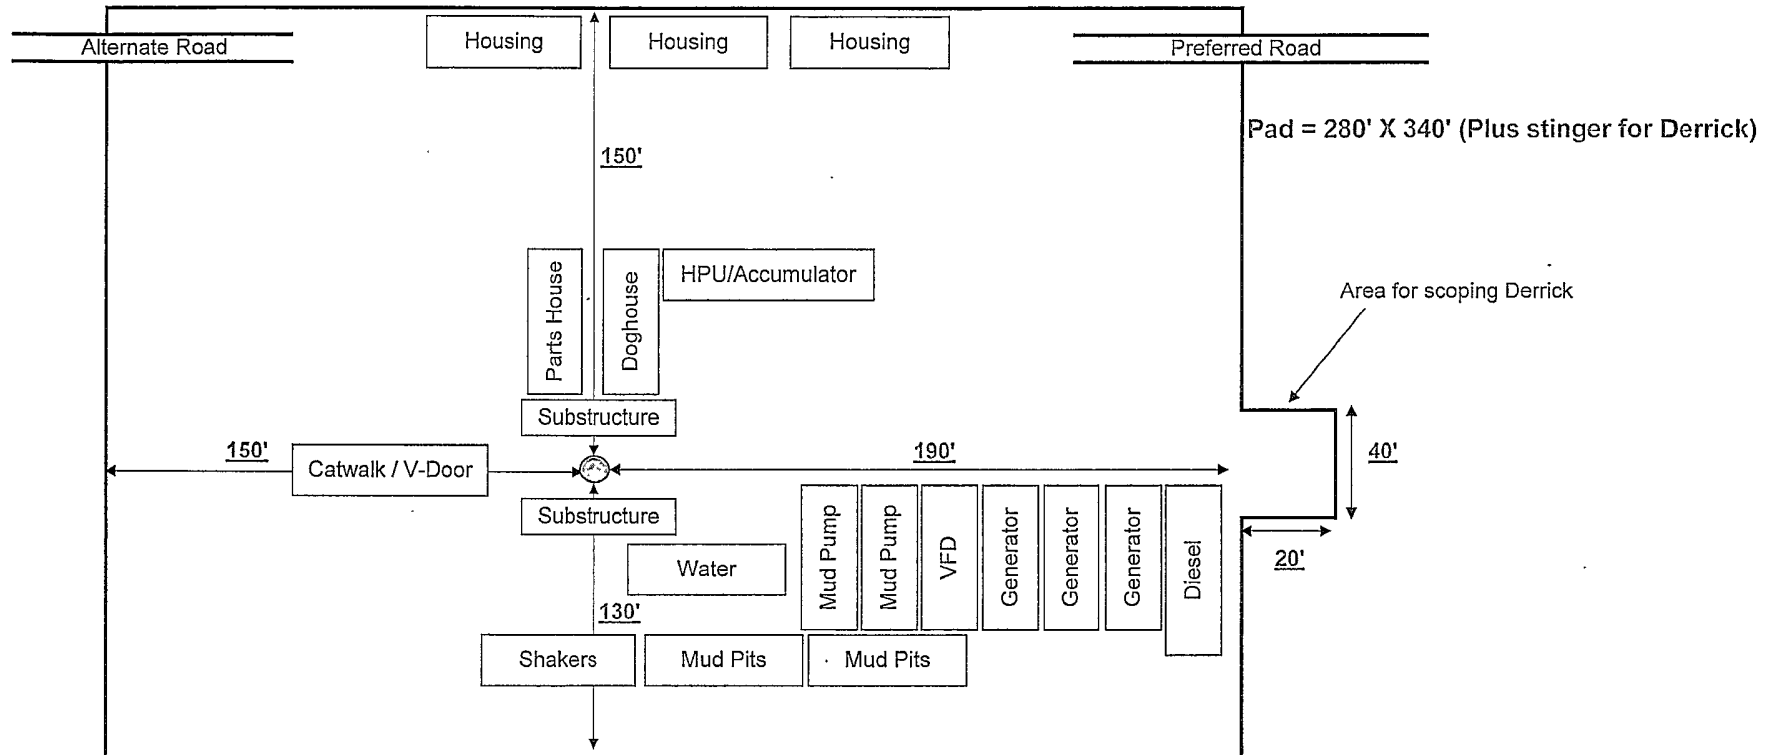 Housing
Housing
Housing
Alternate Road
Preferred Road
Pad = 280' X 340' (Plus stinger for Derrick)
150'
Parts House
Doghouse
HPU/Accumulator
Area for scoping Derrick
Substructure
150'
Catwalk / V-Door
190'
40'
Substructure
Water
Mud Pump
Mud Pump
VFD
Generator
Generator
Generator
Diesel
20'
130'
Shakers
Mud Pits
Mud Pits